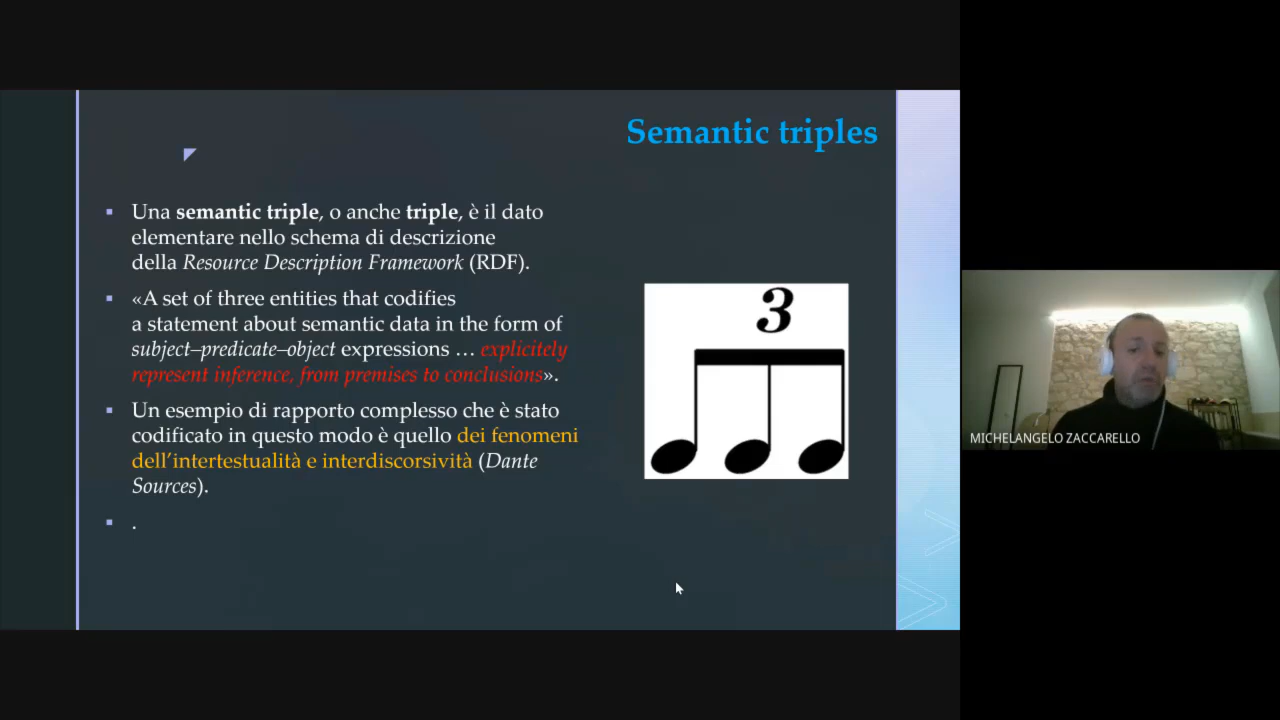 Semantic triples
▪ Una semantic triple, o anche triple, è il dato
elementare nello schema di descrizione
della Resource Description Framework (RDF).
▪ «A set of three entities that codifies
a statement about semantic data in the form of
subject–predicate–object expressions … explicitely
represent inference, from premises to conclusions».
▪ Un esempio di rapporto complesso che è stato
codificato in questo modo è quello dei fenomeni
dell’intertestualità e interdiscorsività (Dante
Sources).
▪ .
3
MICHELANGELO ZACCARELLO